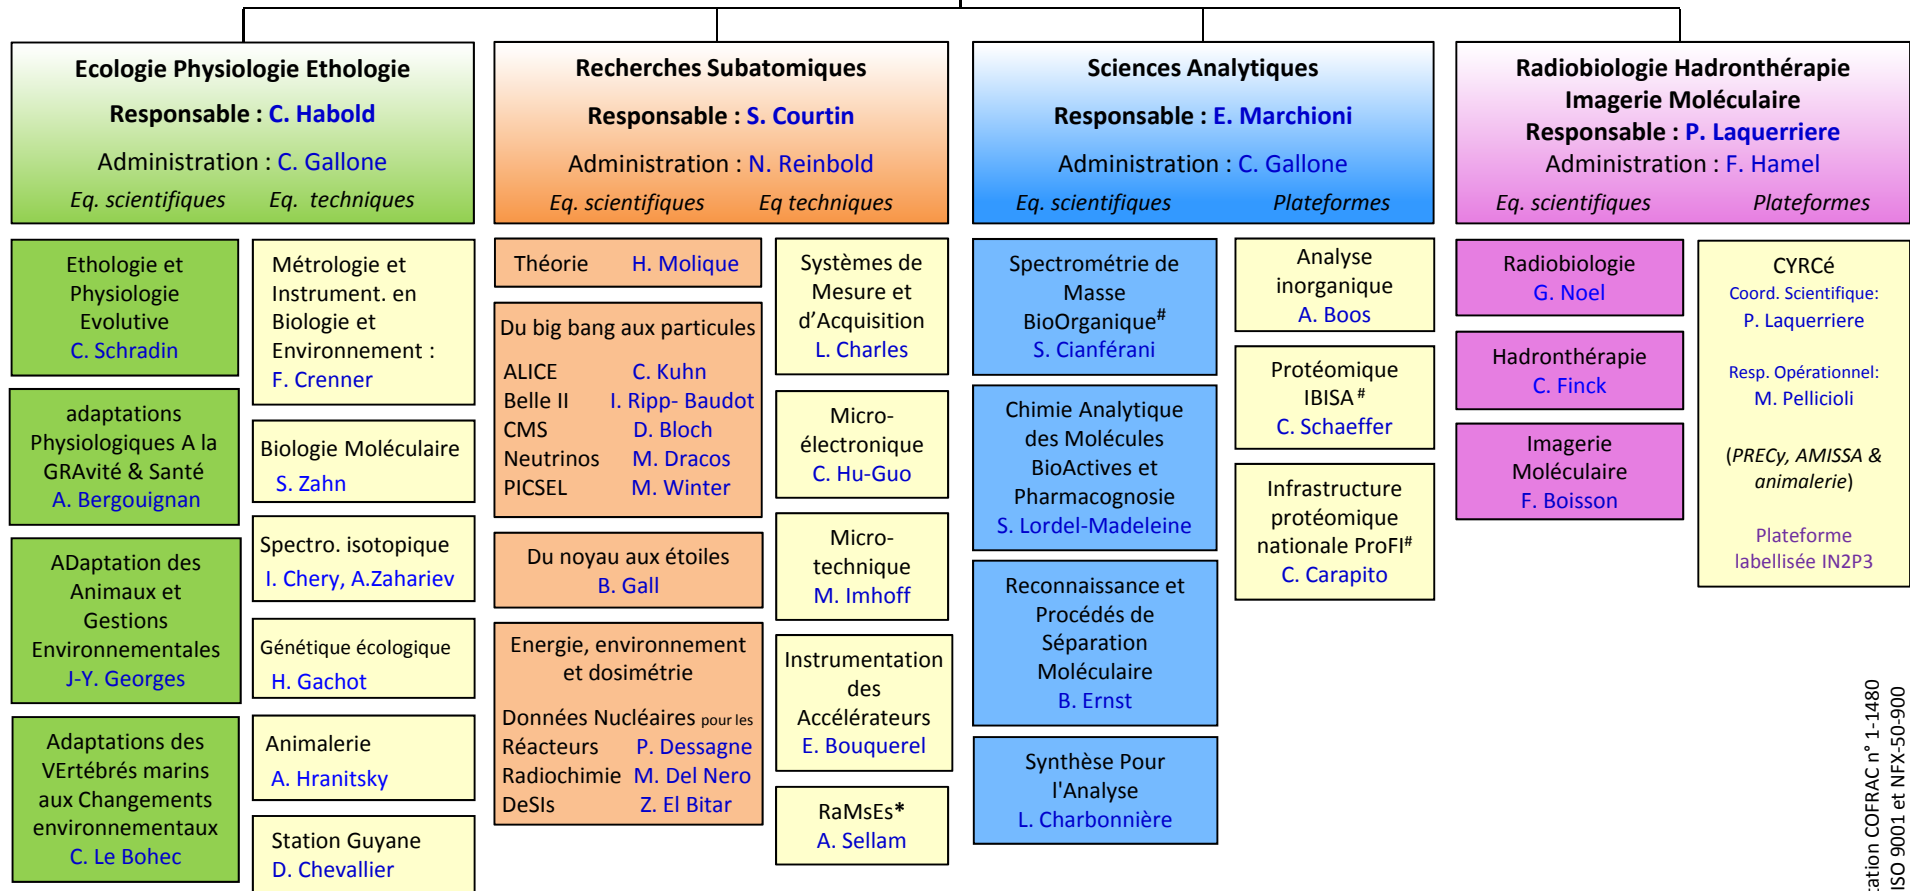 Ecologie Physiologie Ethologie
Responsable : C. Habold
Administration : C. Gallone
Eq. scientifiques Eq. techniques
Ethologie et
Physiologie
Evolutive
C. Schradin
adaptations
Physiologiques A la
GRAvité & Santé
A. Bergouignan
ADaptation des
Animaux et
Gestions
Environnementales
J-Y. Georges
Adaptations des
VErtébrés marins
aux Changements
environnementaux
C. Le Bohec
Métrologie et
Instrument. en
Biologie et
Environnement :
F. Crenner
Biologie Moléculaire
S. Zahn
Spectro. isotopique
I. Chery, A.Zahariev
Génétique écologique
H. Gachot
Animalerie
A. Hranitsky
Station Guyane
D. Chevallier
Recherches Subatomiques
Responsable : S. Courtin
Administration : N. Reinbold
Eq. scientifiques Eq techniques
Théorie H. Molique
Du big bang aux particules
ALICE C. Kuhn
Belle II I. Ripp- Baudot
CMS D. Bloch
Neutrinos M. Dracos
PICSEL M. Winter
Du noyau aux étoiles
B. Gall
Energie, environnement
et dosimétrie
Données Nucléaires pour les
Réacteurs P. Dessagne
Radiochimie M. Del Nero
DeSIs Z. El Bitar
Systèmes de
Mesure et
d'Acquisition
L. Charles
Micro-
électronique
C. Hu-Guo
Micro-
technique
M. Imhoff
Instrumentation
des
Accélérateurs
E. Bouquerel
RaMsEs*
A. Sellam
Sciences Analytiques
Responsable : E. Marchioni
Administration : C. Gallone
Eq. scientifiques Plateformes
Spectrométrie de
Masse
BioOrganique#
S. Cianférani
Chimie Analytique
des Molécules
BioActives et
Pharmacognosie
S. Lordel-Madeleine
Reconnaissance et
Procédés de
Séparation
Moléculaire
B. Ernst
Synthèse Pour
l'Analyse
L. Charbonnière
Analyse
inorganique
A. Boos
Protéomique
IBISA #
C. Schaeffer
Infrastructure
protéomique
nationale ProFI#
C. Carapito
Radiobiologie Hadronthérapie
Imagerie Moléculaire
Responsable : P. Laquerriere
Administration : F. Hamel
Eq. scientifiques Plateformes
Radiobiologie
G. Noel
Hadronthérapie
C. Finck
Imagerie
Moléculaire
F. Boisson
CYRCé
Coord. Scientifique:
P. Laquerriere
Resp. Opérationnel:
M. Pellicioli
(PRECy, AMISSA &
animalerie)
Plateforme
labellisée IN2P3
COFRAC n° 1-1480
ISO 9001 et NFX-50-900